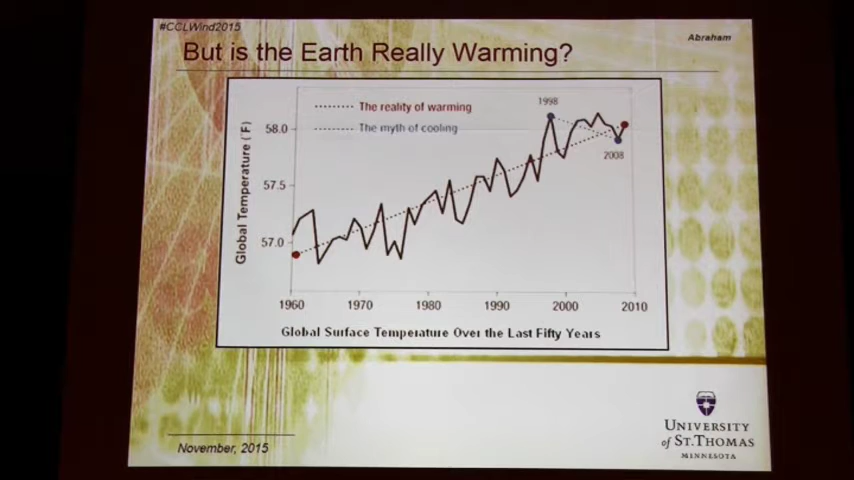 #CCLWind2015
Abraham
But is the Earth Really Warming?
The reality of warming
The myth of cooling
1998
2008
Global Temperature (°F)
58.0
57.5
57.0
1960 1970 1980 1990 2000 2010
Global Surface Temperature Over the Last Fifty Years
November, 2015
UNIVERSITY
of ST. THOMAS
MINNESOTA